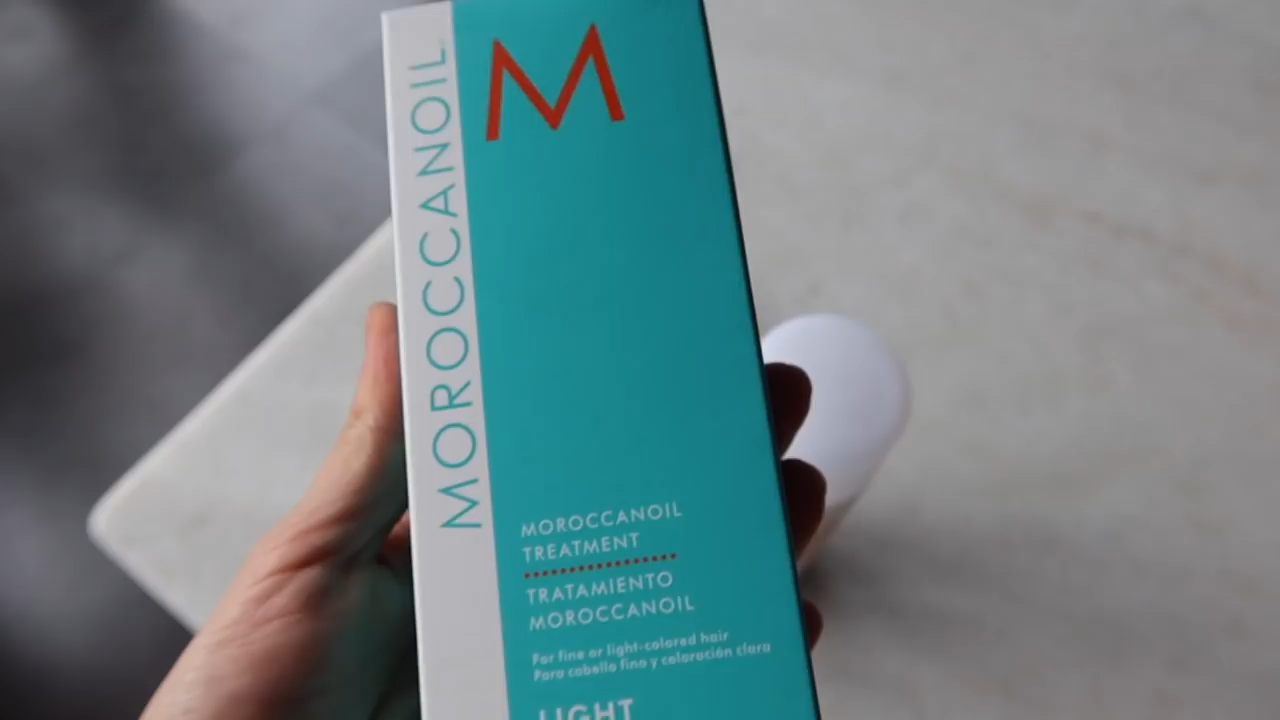 MOROCCANOIL
M
MOROCCANOIL
TREATMENT
TRATAMIENTO
MOROCCANOIL
For fine or light-colored hair
Para cabello fino y coloración clara
LIGHT